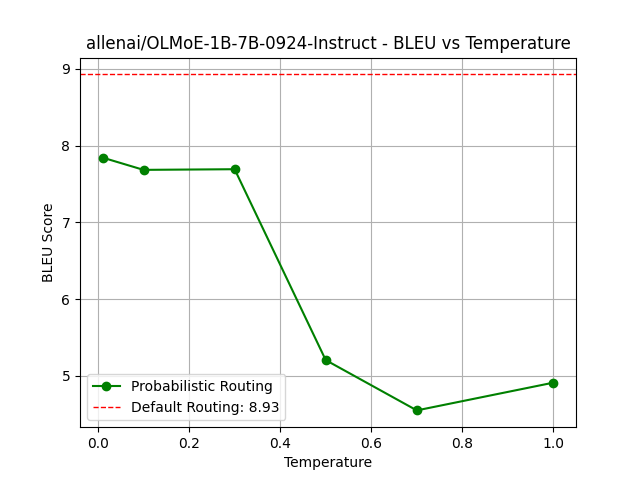 allenai/OLMoE-1B-7B-0924-Instruct - BLEU vs Temperature
9
8
7
6
5
BLEU Score
Probabilistic Routing
Default Routing: 8.93
0.0 0.2 0.4 0.6 0.8 1.0
Temperature